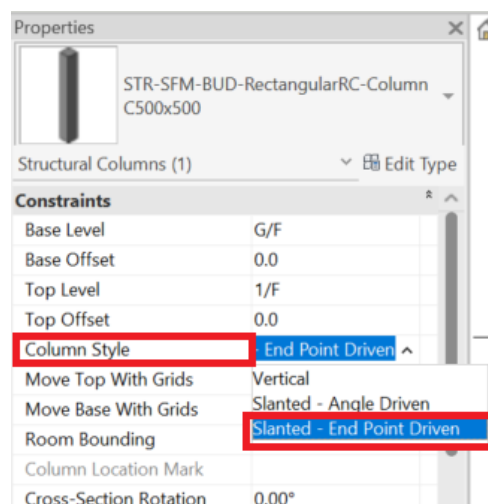 Properties
STR-SFM-BUD-RectangularRC-Column
C500x500
Structural Columns (1) Edit Type
Constraints
Base Level G/F
Base Offset 0.0
Top Level 1/F
Top Offset 0.0
Column Style - End Point Driven
Move Top With Grids Vertical
Move Base With Grids Slanted - Angle Driven
Room Bounding Slanted - End Point Driven
Column Location Mark
Cross-Section Rotation 0.00°